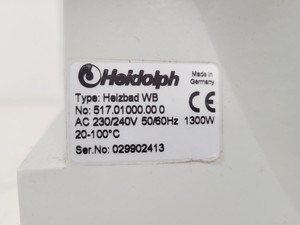 Heidolph
Made in
Germany
Type: Heizbad WB
No: 517.01000.00 0
CE
AC 230/240V 50/60Hz 1300W
20-100°C
Ser.No: 029902413